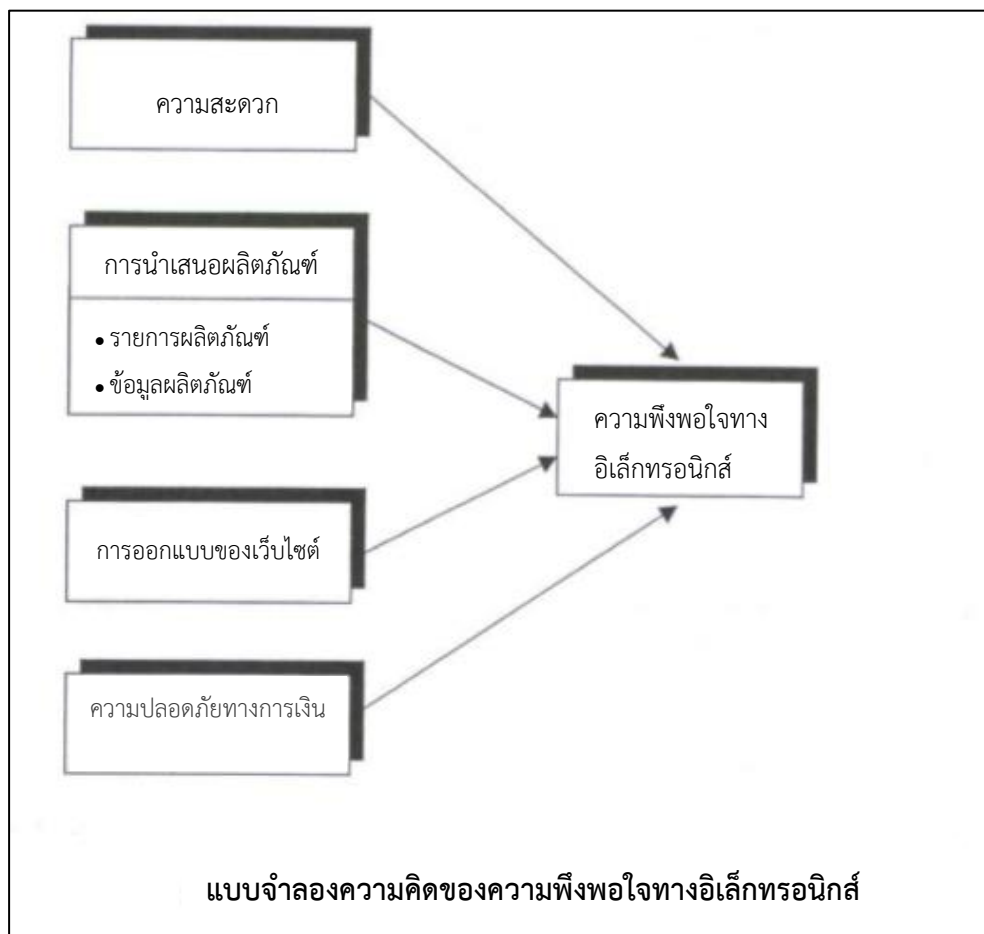 ความสะดวก
การนำเสนอผลิตภัณฑ์
• รายการผลิตภัณฑ์
• ข้อมูลผลิตภัณฑ์
ความพึงพอใจทาง
อิเล็กทรอนิกส์
การออกแบบของเว็บไซต์
ความปลอดภัยทางการเงิน
แบบจำลองความคิดของความพึงพอใจทางอิเล็กทรอนิกส์